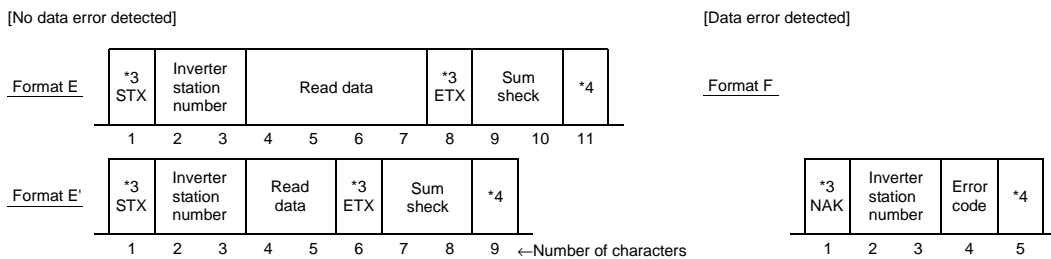 [No data error detected]
[Data error detected]
Format E
*3
STX
Inverter
station
number
Read data
*3
ETX
Sum
sheck
*4
Format F
1 2 3 4 5 6 7 8 9 10 11
Format E'
*3
STX
Inverter
station
number
Read
data
*3
ETX
Sum
sheck
*4
*3
NAK
Inverter
station
number
Error
code
*4
1 2 3 4 5 6 7 8 9 ←Number of characters
1 2 3 4 5